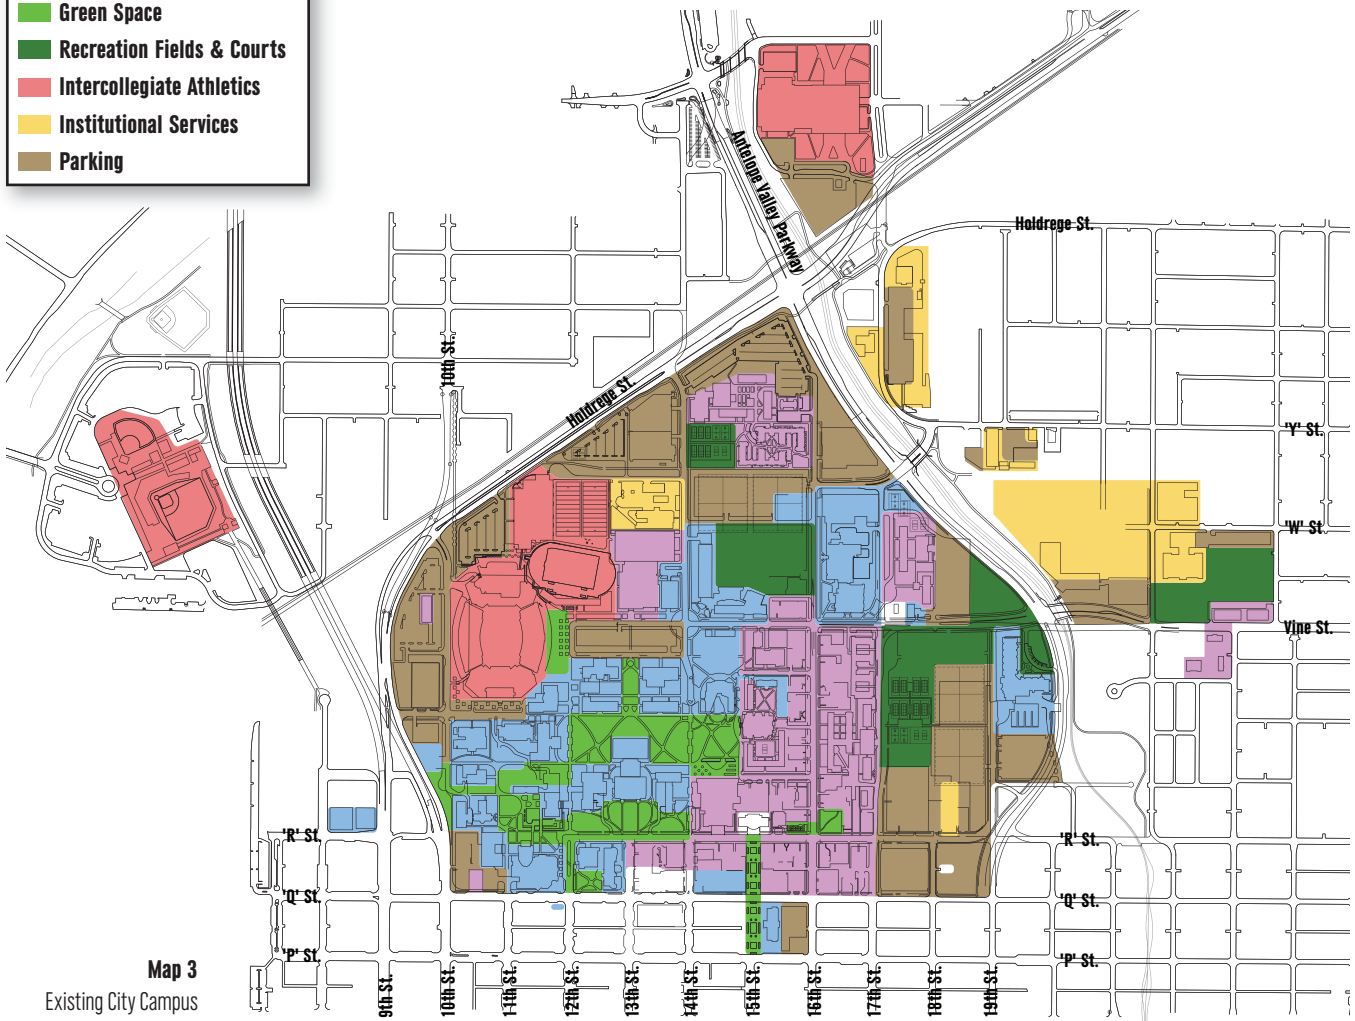 Green Space
Recreation Fields & Courts
Intercollegiate Athletics
Institutional Services
Parking
Antelope Valley Parkway
Holdrege St.
10th St.
Holdrege St.
'Y' St.
'W' St
Vine St.
'R' St.
'R' St.
'Q' St.
'Q' St.
'P' St.
'P' St.
Map 3
Existing City Campus
9th St.
10th St.
11th St.
12th St.
13th St.
14th St.
15th St.
16th St.
17th St.
18th St.
19th St.